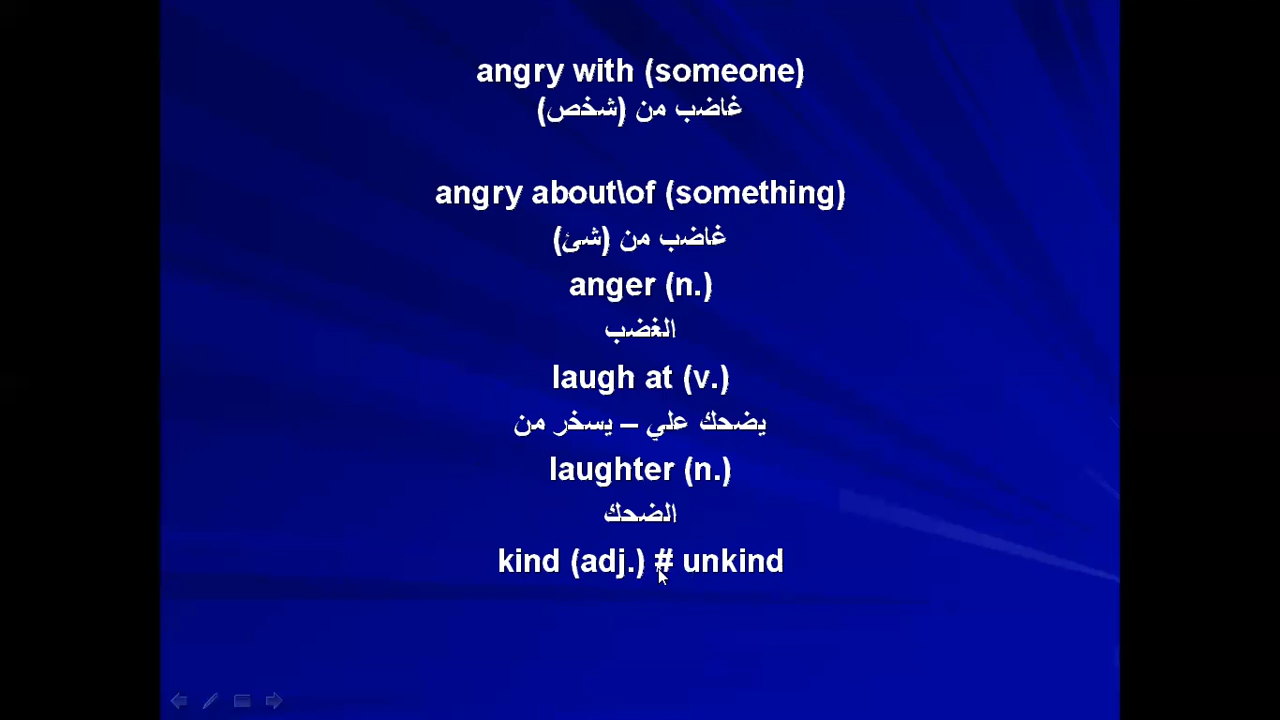 angry with (someone)
غاضب من (شخص)
angry about\of (something)
غاضب من (شئ)
anger (n.)
الغضب
laugh at (v.)
يضحك علي – يسخر من
laughter (n.)
الضحك
kind (adj.) # unkind